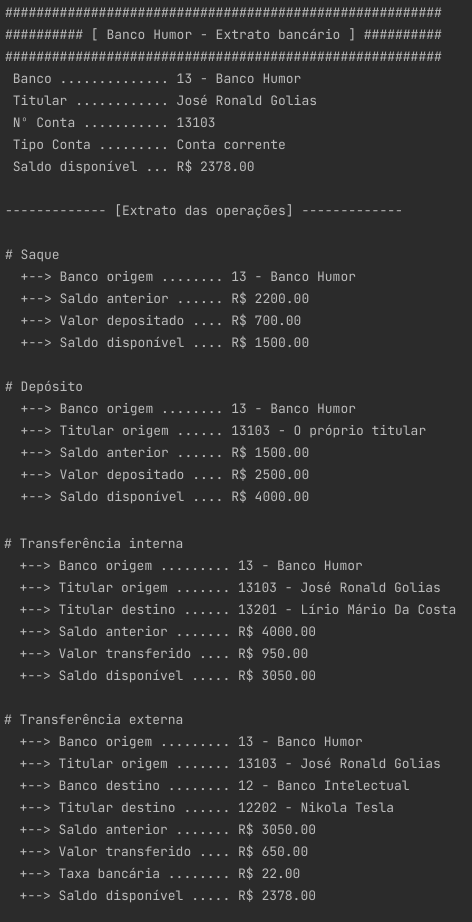 ########################################################
########## [ Banco Humor - Extrato bancário ] ##########
########################################################
Banco .............. 13 - Banco Humor
Titular ............ José Ronald Golias
N° Conta ........... 13103
Tipo Conta ......... Conta corrente
Saldo disponível ... R$ 2378.00
------------- [Extrato das operações] -------------
# Saque
+--> Banco origem ........ 13 - Banco Humor
+--> Saldo anterior ...... R$ 2200.00
+--> Valor depositado .... R$ 700.00
+--> Saldo disponível .... R$ 1500.00
# Depósito
+--> Banco origem ........ 13 - Banco Humor
+--> Titular origem ...... 13103 - O próprio titular
+--> Saldo anterior ...... R$ 1500.00
+--> Valor depositado .... R$ 2500.00
+--> Saldo disponível .... R$ 4000.00
# Transferência interna
+--> Banco origem ......... 13 - Banco Humor
+--> Titular origem ....... 13103 - José Ronald Golias
+--> Titular destino ...... 13201 - Lírio Mário Da Costa
+--> Saldo anterior ....... R$ 4000.00
+--> Valor transferido .... R$ 950.00
+--> Saldo disponível ..... R$ 3050.00
# Transferência externa
+--> Banco origem ......... 13 - Banco Humor
+--> Titular origem ....... 13103 - José Ronald Golias
+--> Banco destino ........ 12 - Banco Intelectual
+--> Titular destino ...... 12202 - Nikola Tesla
+--> Saldo anterior ....... R$ 3050.00
+--> Valor transferido .... R$ 650.00
+--> Taxa bancária ........ R$ 22.00
+--> Saldo disponível ..... R$ 2378.00